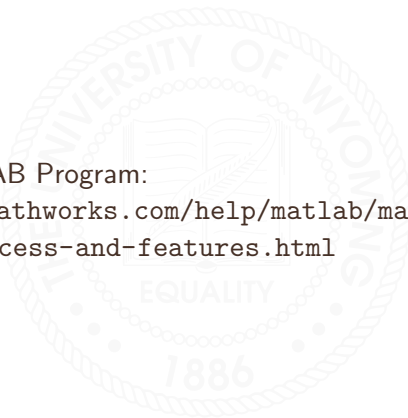 THE UNIVERSITY OF WYOMING
AB Program:
athworks.com/help/matlab/ma
cess-and-features.html
EQUALITY
1886